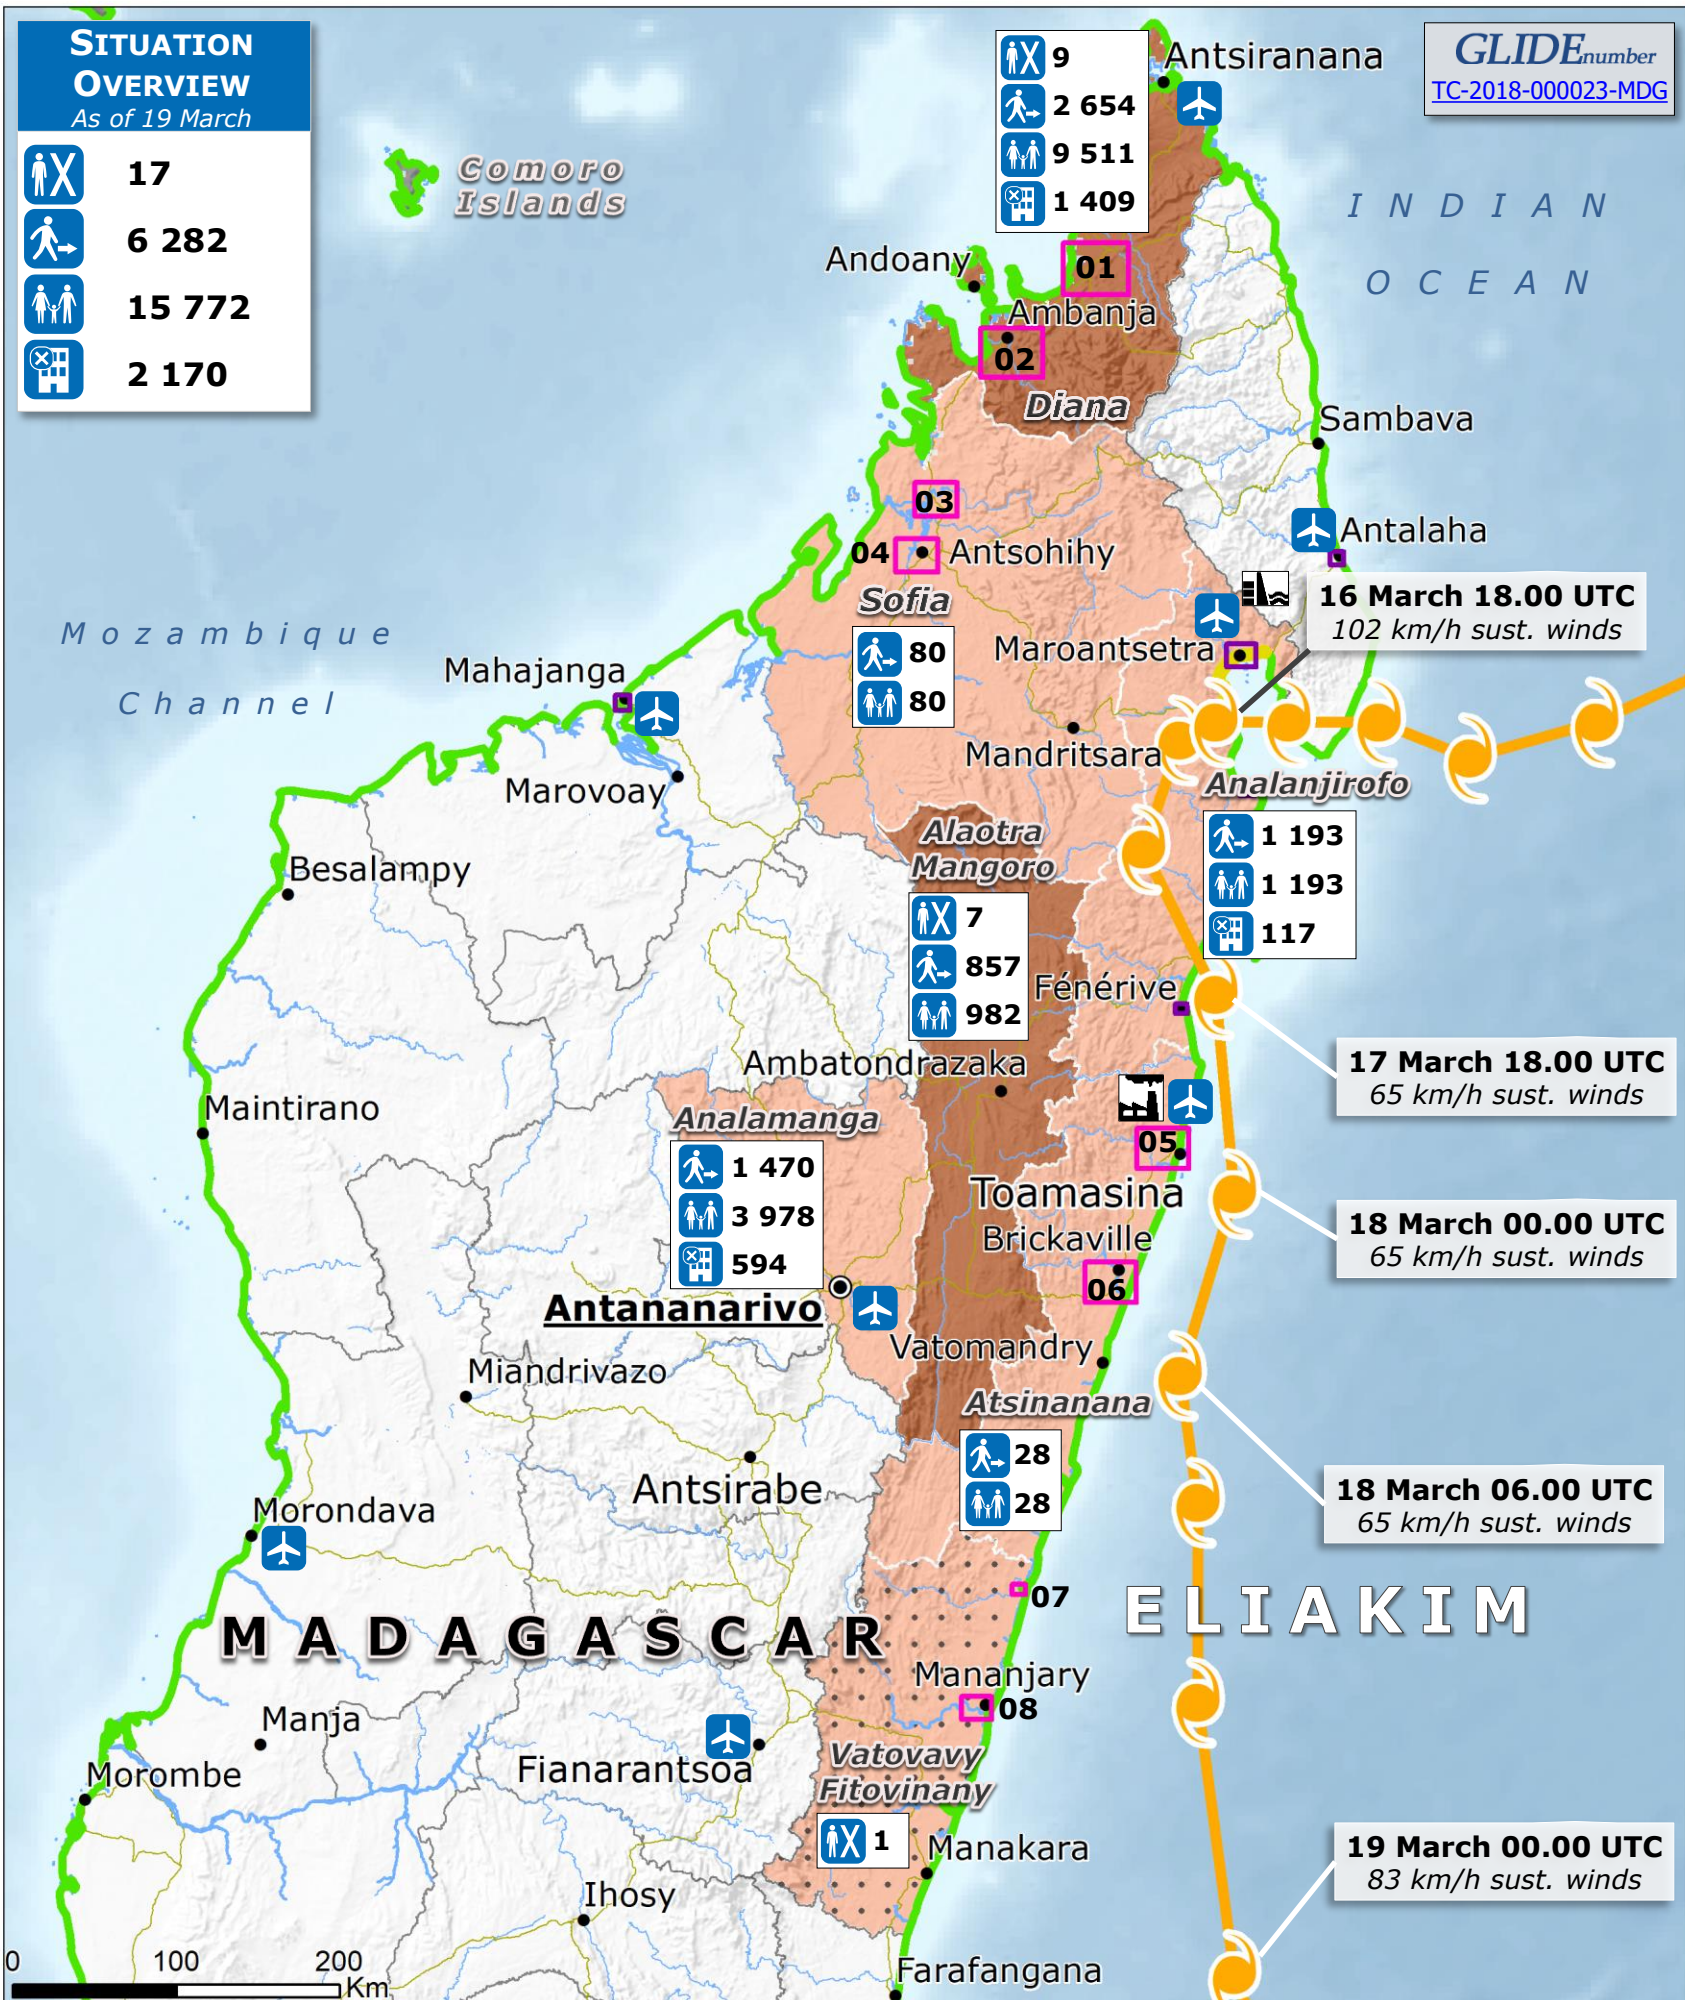 SITUATION
OVERVIEW
As of 19 March
17
6 282
15 772
2 170
GLIDEnumber
TC-2018-000023-MDG
9
2 654
9 511
1 409
Antsiranana
Comoro
Islands
INDIAN
OCEAN
Andoany
01
Ambanja
02
Diana
Sambava
03
04
Antsohihy
Antalaha
Sofia
80
80
16 March 18.00 UTC
102 km/h sust. winds
Mozambique
Channel
Maroantsetra
Mahajanga
Mandritsara
Marovoay
Analanjirofo
1 193
1 193
117
Alaotra
Mangoro
7
857
982
Besalampy
Fénérive
17 March 18.00 UTC
65 km/h sust. winds
Ambatondrazaka
Maintirano
Analamanga
1 470
3 978
594
05
Toamasina
18 March 00.00 UTC
65 km/h sust. winds
Brickaville
06
Antananarivo
Vatomandry
Miandrivazo
Atsinanana
28
28
Antsirabe
18 March 06.00 UTC
65 km/h sust. winds
Morondava
07
ELIAKIM
MADAGASCAR
Mananjary
08
Manja
Fianarantsoa
Vatovavy
Fitovinany
1
Morombe
Manakara
19 March 00.00 UTC
83 km/h sust. winds
Ihosy
Farafangana
0 100 200
Km